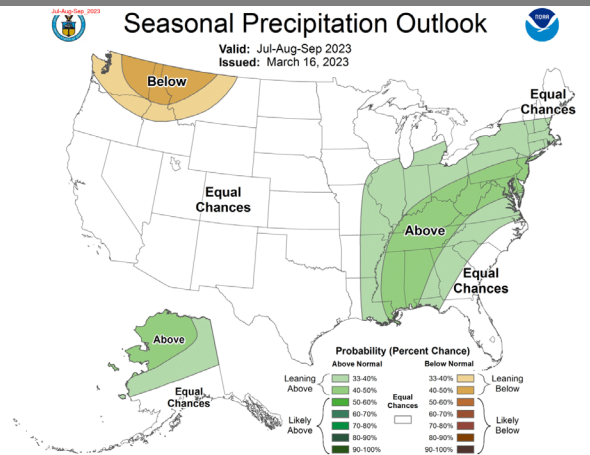 Jul-Aug-Sep_2023
Seasonal Precipitation Outlook
NOAA
Valid: Jul-Aug-Sep 2023
Issued: March 16, 2023
Below
Equal
Chances
Equal
Chances
Above
Equal
Chances
Above
Equal
Chances
Probability (Percent Chance)
Above Normal
Below Normal
Leaning
Above
33-40%
40-50%
Likely
Above
50-60%
60-70%
70-80%
80-90%
90-100%
Equal
Chances
33-40%
40-50%
Leaning
Below
50-60%
60-70%
70-80%
80-90%
90-100%
Likely
Below